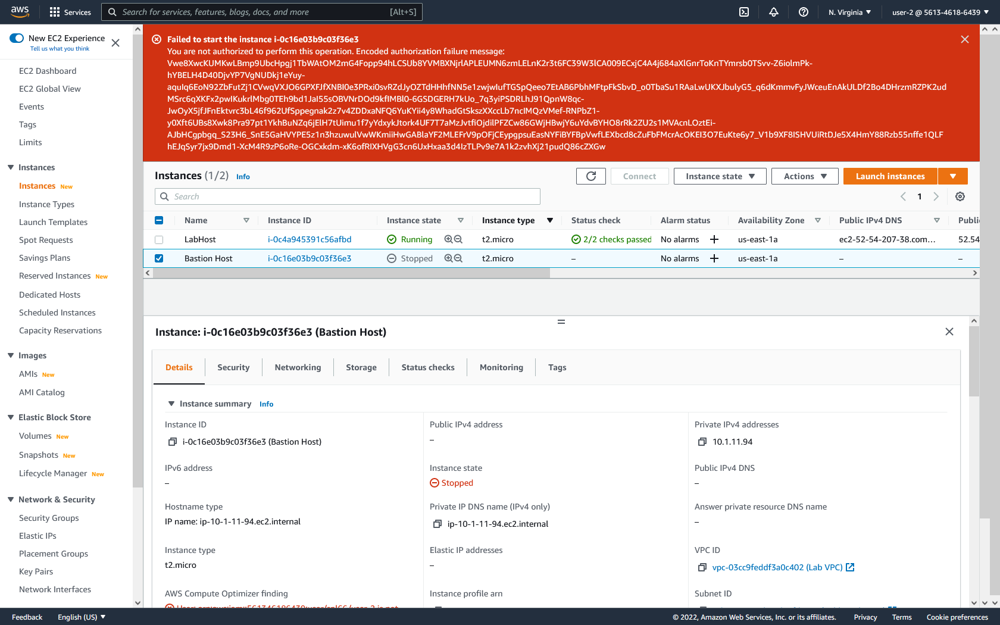 aws
Services
Search for services, features, blogs, docs, and more
[Alt+S]
N. Virginia
user-2 @ 5613-4618-6439
New EC2 Experience
Tell us what you think
EC2 Dashboard
EC2 Global View
Events
Tags
Limits
Instances
Instances New
Instance Types
Launch Templates
Spot Requests
Savings Plans
Reserved Instances New
Dedicated Hosts
Scheduled Instances
Capacity Reservations
Images
AMIs New
AMI Catalog
Elastic Block Store
Volumes New
Snapshots New
Lifecycle Manager New
Network & Security
Security Groups
Elastic IPs
Placement Groups
Key Pairs
Network Interfaces
Failed to start the instance i-0c16e03b9c03f36e3
You are not authorized to perform this operation. Encoded authorization failure message:
Vwe8XwcKUMKwLBmp9UbcHpgj1TbWAtOM2mG4Fopp94hLCSUb8YVMBXNjrlAPLEUMN6zmLELnK2r3t6FC39W3lCA009ECxjC4A4j684aXlGnrToKnTYmrsb0TSvv-Z6iolmPk-
hYBELH4D40DjvYP7VgNUDkj1eYuy-
aquIq6EoN92ZbFutZj1CVwqVXJO6GPXFJfXNBI0e3PRxi0svRZdJyOZTdHHhfNN5e1zwjwIufTGSpQeeo7EtAB6PbhMFtpFkSbvD_o0TbaSu1RAaLwUKXJbulyG5_q6dKmmvFyJWceuEnAkULDf2Bo4DHrzmRZPK2ud
MSrc6qXKFx2pwIKukrlMbg0TEh9bd1JaI55sOBVNrDOd9kfIMBl0-6GSDGERH7kUo_7q3yiPSDRLhJ91QpnW8qc-
JwOyX5jfJFnEktvrc3bL46f962UfSppegnak2z7v4ZDDxaNFQ6YuKYii4y8WhadGtSkszXXccLb7ncIMQzVMef-RNPbZ1-
y0Xft6UBs8Xwk8Pra97pt1YkhBuNZq6jElH7tUimu1f7yYdxykJtork4UF7T7aMzJvtfiOjdilPFZCw86GWjHBwjY6uYdvBYHO8rRk2ZU2s1MVAcnLOztEi-
AJbHCgpbgq_S23H6_SnE5GaHVYPE5z1n3hzuwulVwWKmiiHwGABlaYF2MLEFrV9pOFjCEypgpsuEasNYFiBYFBpVwfLEXbcd8cZuFbFMcrAcOKEI3O7EuKte6y7_V1b9XF8ISHVUiRtDJe5X4HmY88Rzb55nffe1QLF
hEJqSyr7jx9Dmd1-XcM4R9zP6oRe-OGCxkdm-xK6ofRIXHVgG3cn6UxHxaa3d4IzTLPv9e7A1k2zvhXj21pudQ86cZXGw
Instances (1/2) Info
Connect
Instance state
Actions
Launch instances
Search
1
Name Instance ID Instance state Instance type Status check Alarm status Availability Zone Public IPv4 DNS Public
LabHost i-0c4a945391c56afbd Running t2.micro 2/2 checks passed No alarms + us-east-1a ec2-52-54-207-38.com… 52.54
Bastion Host i-0c16e03b9c03f36e3 Stopped t2.micro – No alarms + us-east-1a – –
Instance: i-0c16e03b9c03f36e3 (Bastion Host)
Details Security Networking Storage Status checks Monitoring Tags
Instance summary Info
Instance ID
i-0c16e03b9c03f36e3 (Bastion Host)
Public IPv4 address
–
Private IPv4 addresses
10.1.11.94
IPv6 address
–
Instance state
Stopped
Public IPv4 DNS
–
Hostname type
IP name: ip-10-1-11-94.ec2.internal
Private IP DNS name (IPv4 only)
ip-10-1-11-94.ec2.internal
Answer private resource DNS name
–
Instance type
t2.micro
Elastic IP addresses
–
VPC ID
vpc-03cc9feddf3a0c402 (Lab VPC)
AWS Compute Optimizer finding
Instance profile arn
Subnet ID
Feedback
English (US)
© 2022, Amazon Web Services, Inc. or its affiliates.
Privacy
Terms
Cookie preferences